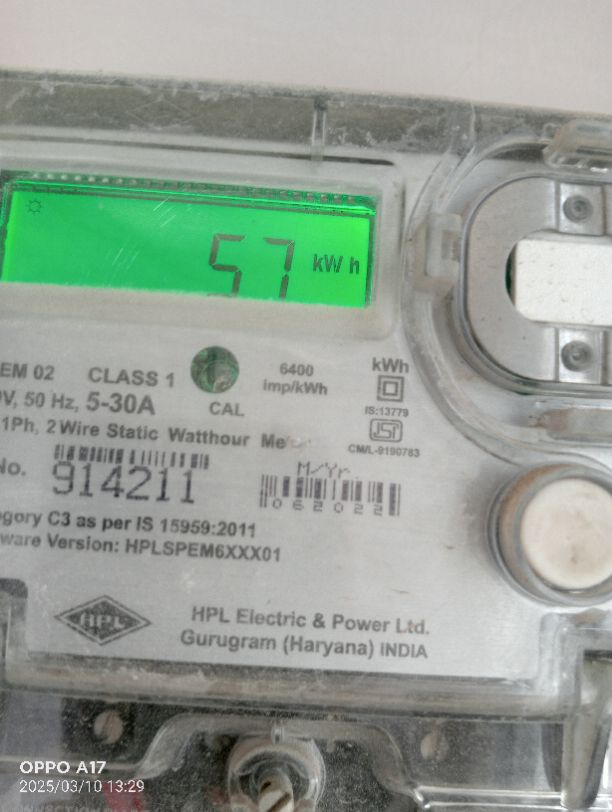 57 kWh
EM 02 CLASS 1
V, 50 Hz, 5-30A
CAL
6400
imp/kWh
kWh
IS:13779
ISI
CM/L-9190783
1Ph, 2 Wire Static Watthour Me
No. 914211
M/Yr.
062022
egory C3 as per IS 15959:2011
ware Version: HPLSPEM6XXX01
HPL
HPL Electric & Power Ltd.
Gurugram (Haryana) INDIA
OPPO A17
2025/03/10 13:29